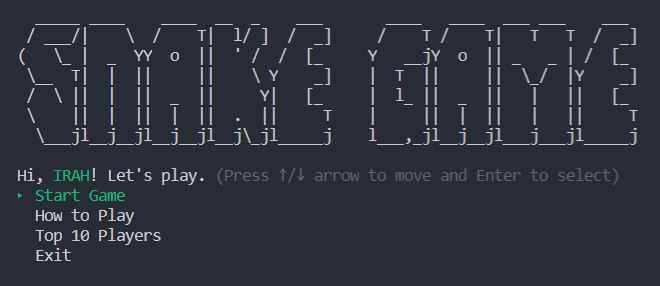 SNAKE GAME
Hi, IRAH! Let's play. (Press ↑/↓ arrow to move and Enter to select)
▸ Start Game
How to Play
Top 10 Players
Exit